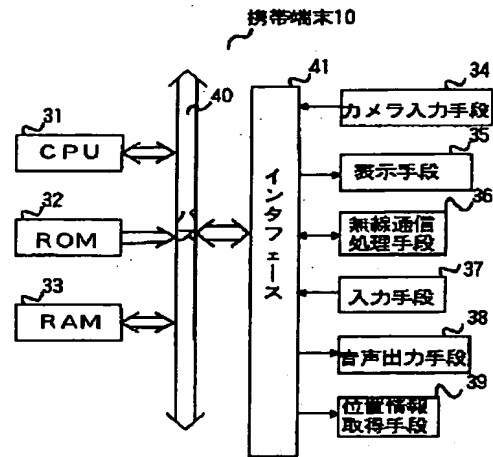 携帯端末10
31
CPU
32
ROM
33
RAM
40
41
インタフェース
34
カメラ入力手段
35
表示手段
36
無線通信
処理手段
37
入力手段
38
音声出力手段
39
位置情報
取得手段